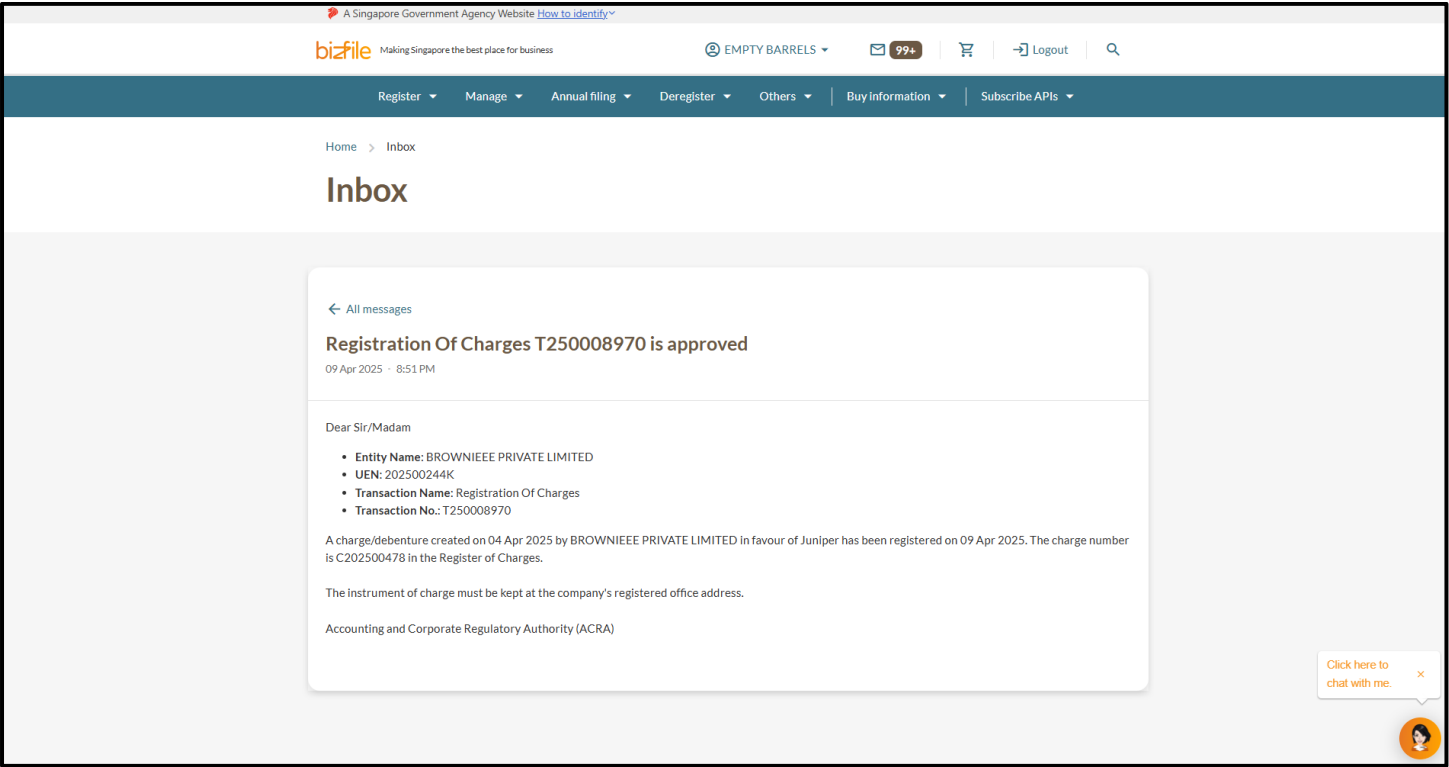 A Singapore Government Agency Website How to identify
bizfile Making Singapore the best place for business
EMPTY BARRELS 99+ Logout
Register Manage Annual filing Deregister Others Buy information Subscribe APIs
Home > Inbox
Inbox
← All messages
Registration Of Charges T250008970 is approved
09 Apr 2025 · 8:51 PM
Dear Sir/Madam
• Entity Name: BROWNIEEE PRIVATE LIMITED
• UEN: 202500244K
• Transaction Name: Registration Of Charges
• Transaction No.: T250008970
A charge/debenture created on 04 Apr 2025 by BROWNIEEE PRIVATE LIMITED in favour of Juniper has been registered on 09 Apr 2025. The charge number
is C202500478 in the Register of Charges.
The instrument of charge must be kept at the company's registered office address.
Accounting and Corporate Regulatory Authority (ACRA)
Click here to
chat with me.
×